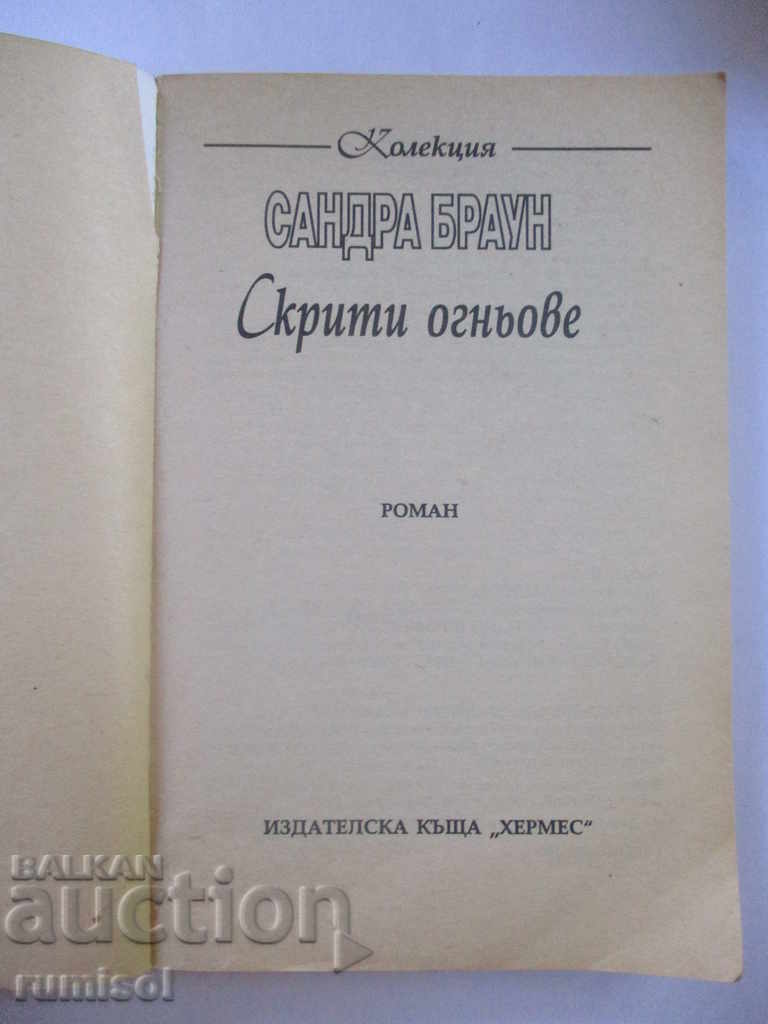 Колекция
САНДРА БРАУН
Скрити огньове
РОМАН
ИЗДАТЕЛСКА КЪЩА „ХЕРМЕС“
BALKAN
auction
rumisol